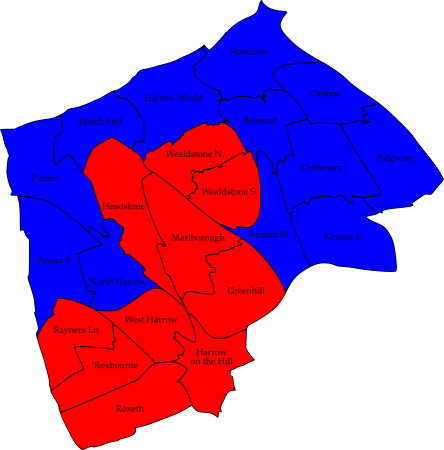 Stanmore
Canons
Harrow Weald
Hatch End
Belmont
Edgware
Wealdstone N.
Centenary
Pinner
Wealdstone S.
Headstone
Kenton W.
Kenton E.
Marlborough
Pinner S.
North Harrow
Greenhill
West Harrow
Rayners Ln.
Harrow
on the Hill
Roxbourne
Roxeth